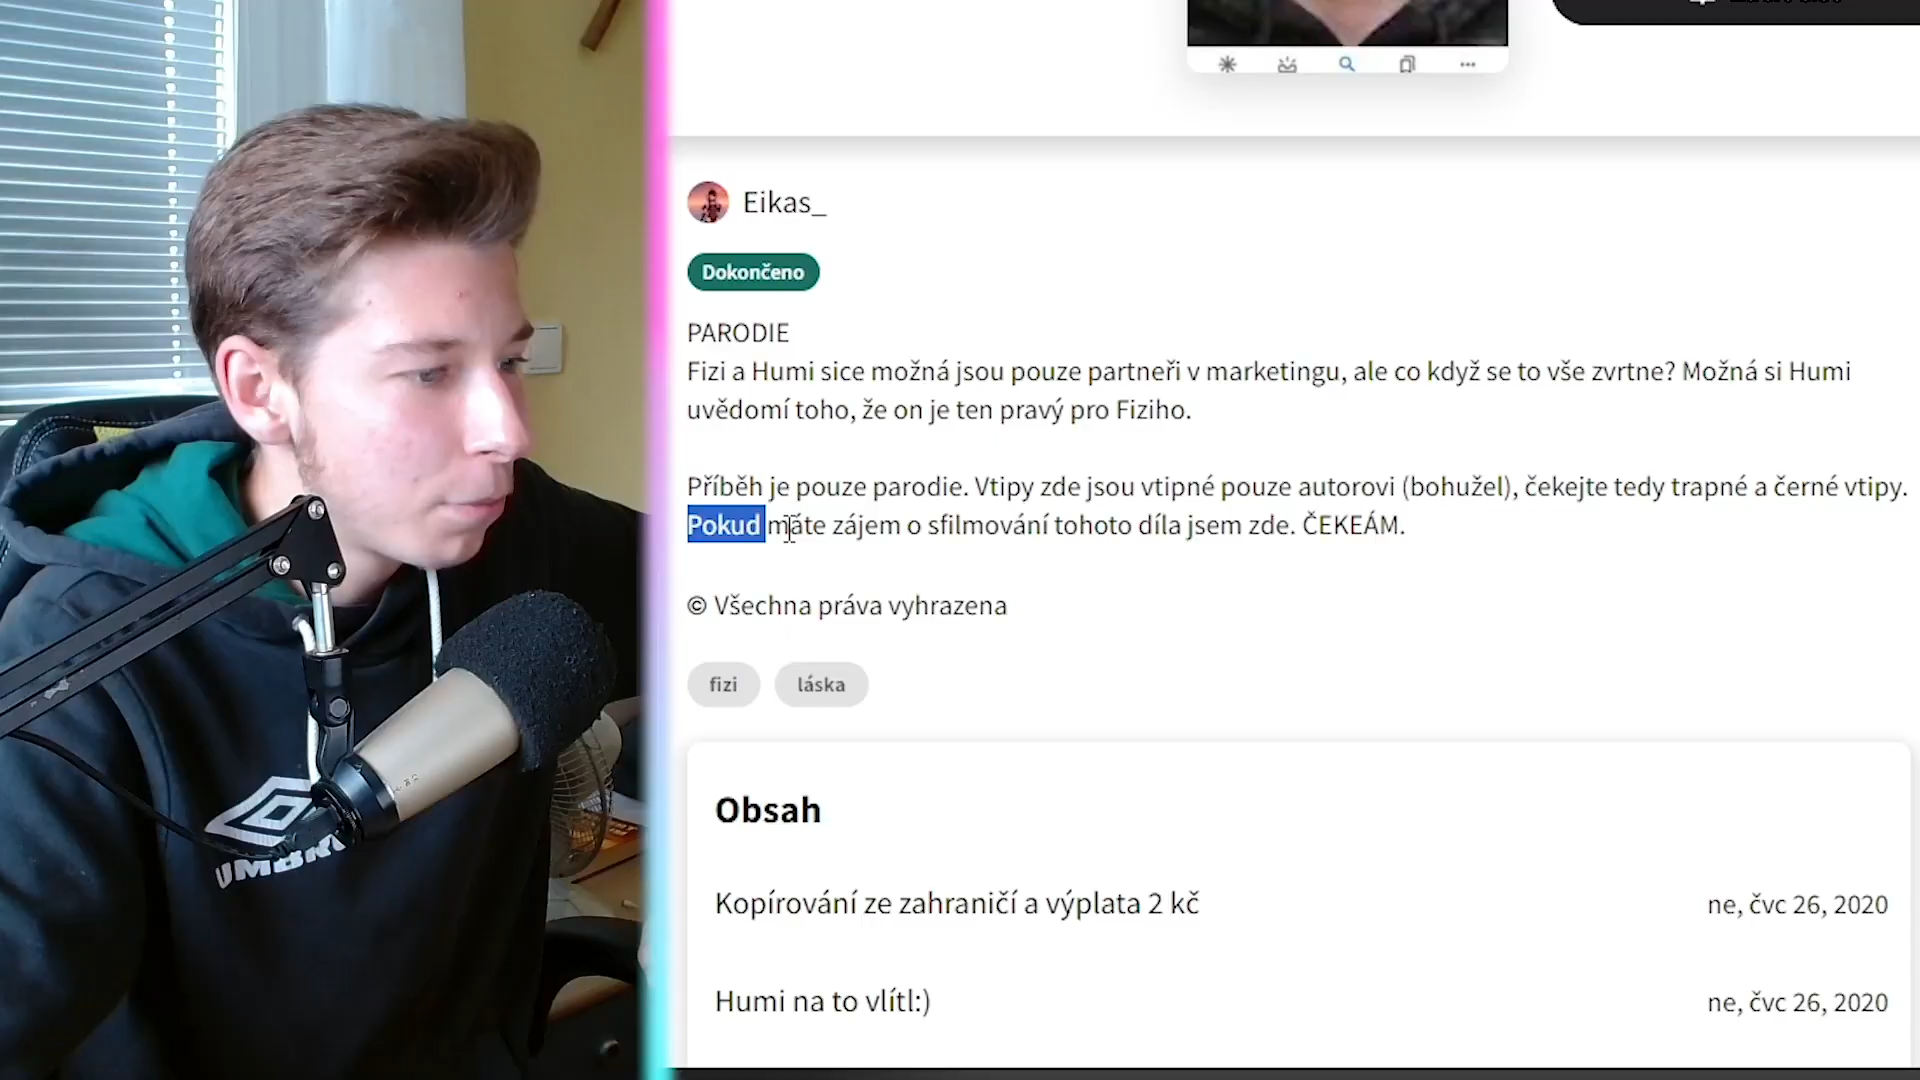 Eikas_
Dokončeno
PARODIE
Fizi a Humi sice možná jsou pouze partneři v marketingu, ale co když se to vše zvrtne? Možná si Humi
uvědomí toho, že on je ten pravý pro Fiziho.
Příběh je pouze parodie. Vtipy zde jsou vtipné pouze autorovi (bohužel), čekejte tedy trapné a černé vtipy.
Pokud máte zájem o sfilmování tohoto díla jsem zde. ČEKEÁM.
© Všechna práva vyhrazena
fizi
láska
Obsah
Kopírování ze zahraničí a výplata 2 kč
ne, čvc 26, 2020
Humi na to vlítl:)
ne, čvc 26, 2020